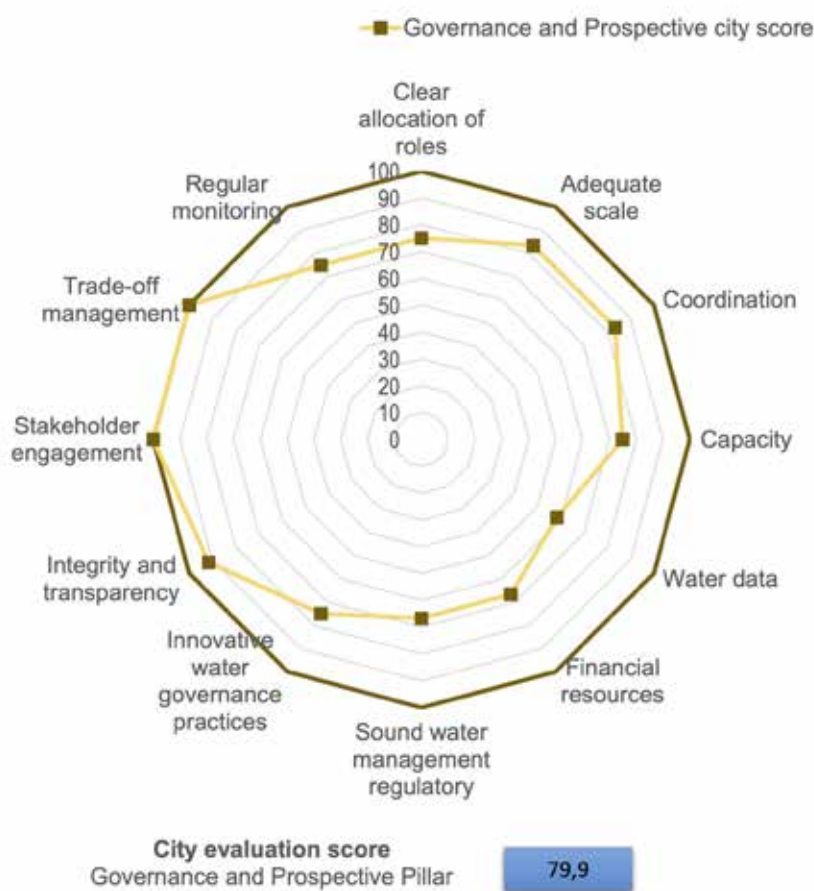 Governance and Prospective city score
Clear
allocation of
roles
Adequate
scale
Coordination
Capacity
Water data
Financial
resources
Sound water
management
regulatory
Innovative
water
governance
practices
Integrity and
transparency
Stakeholder
engagement
Trade-off
management
Regular
monitoring
100
90
80
70
60
50
40
30
20
10
0
City evaluation score
Governance and Prospective Pillar
79,9